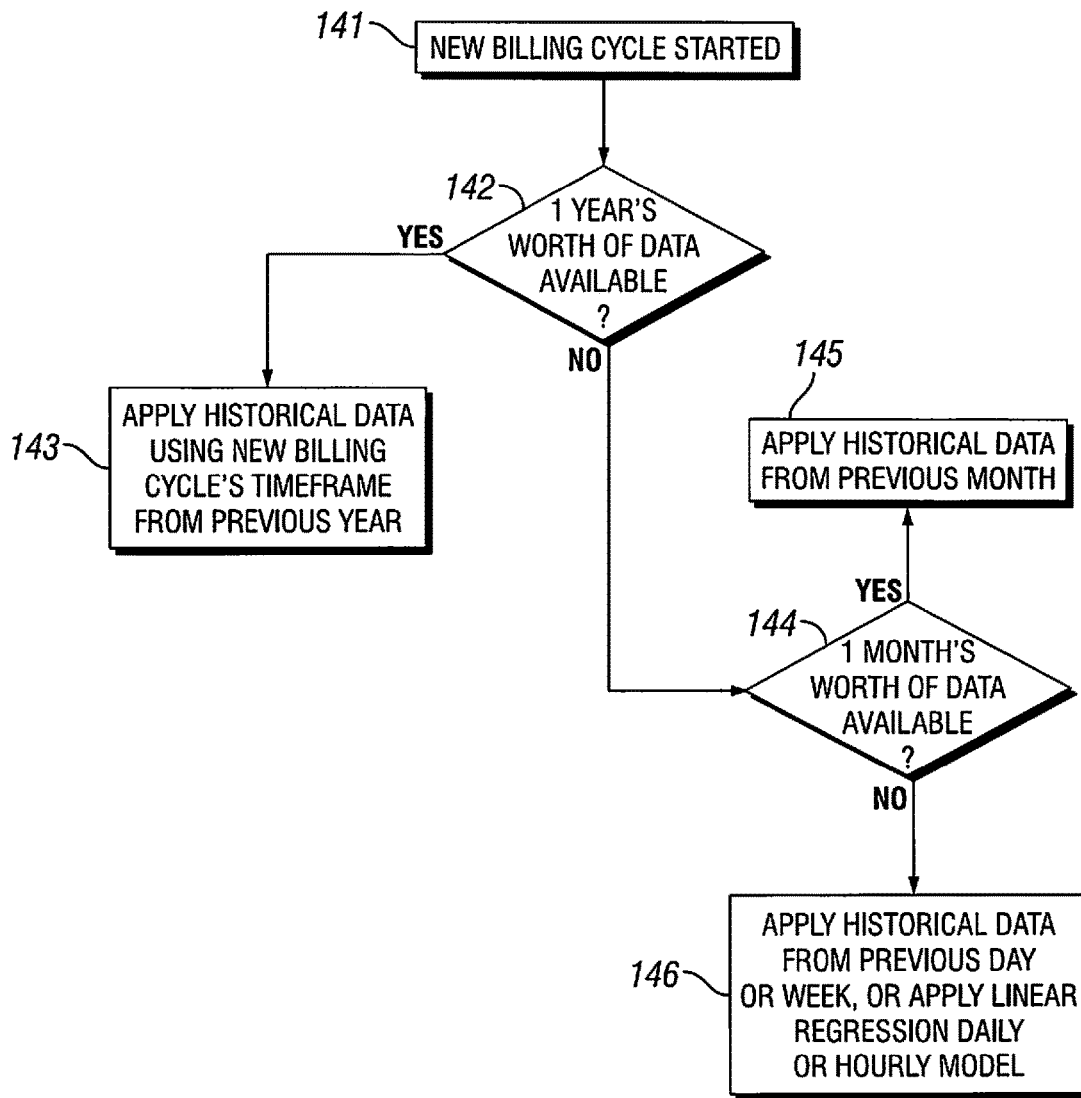 141
NEW BILLING CYCLE STARTED
142
1 YEAR'S
WORTH OF DATA
AVAILABLE
?
YES
NO
143
APPLY HISTORICAL DATA
USING NEW BILLING
CYCLE'S TIMEFRAME
FROM PREVIOUS YEAR
145
APPLY HISTORICAL DATA
FROM PREVIOUS MONTH
YES
144
1 MONTH'S
WORTH OF DATA
AVAILABLE
?
NO
146
APPLY HISTORICAL DATA
FROM PREVIOUS DAY
OR WEEK, OR APPLY LINEAR
REGRESSION DAILY
OR HOURLY MODEL